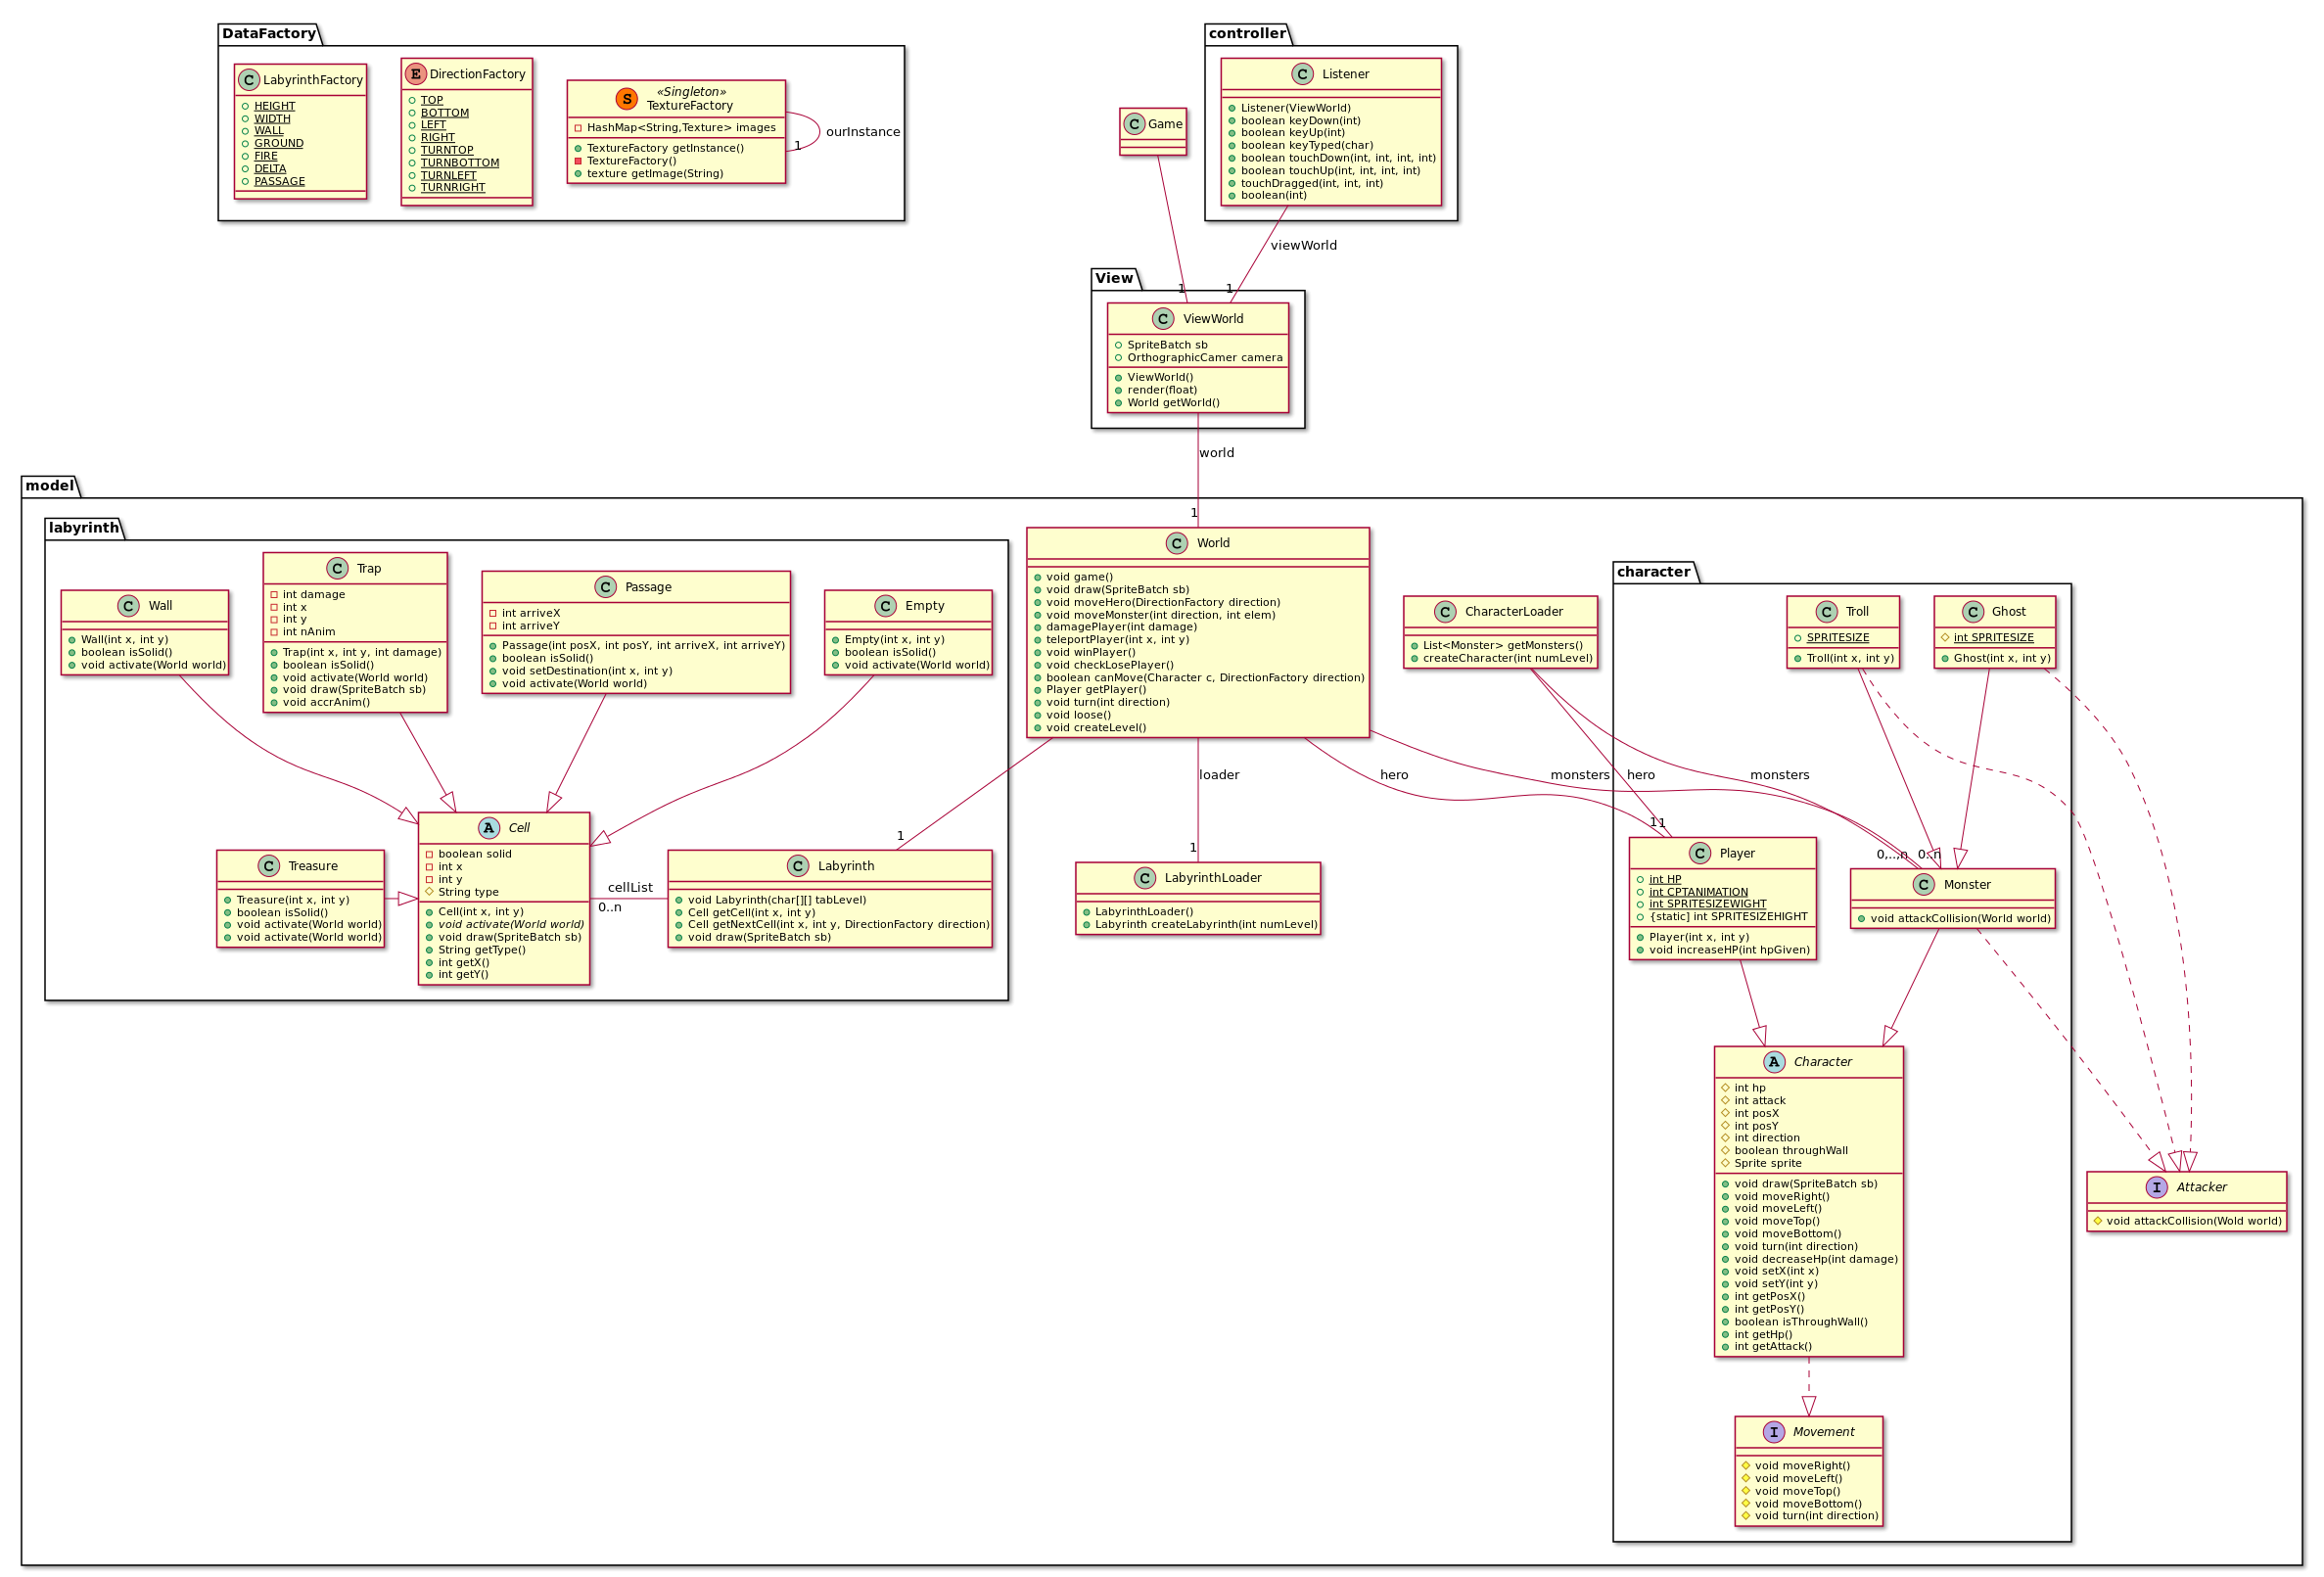 DataFactory
C LabyrinthFactory
HEIGHT
WIDTH
WALL
GROUND
FIRE
DELTA
PASSAGE
E DirectionFactory
TOP
BOTTOM
LEFT
RIGHT
TURNTOP
TURNBOTTOM
TURNLEFT
TURNRIGHT
S «Singleton»
TextureFactory
HashMap<String,Texture> images
TextureFactory getInstance()
TextureFactory()
texture getImage(String)
ourInstance
1
C Game
controller
C Listener
Listener(ViewWorld)
boolean keyDown(int)
boolean keyUp(int)
boolean keyTyped(char)
boolean touchDown(int, int, int, int)
boolean touchUp(int, int, int, int)
touchDragged(int, int, int)
boolean(int)
viewWorld
1
1
View
C ViewWorld
SpriteBatch sb
OrthographicCamer camera
ViewWorld()
render(float)
World getWorld()
world
1
model
labyrinth
C Wall
Wall(int x, int y)
boolean isSolid()
void activate(World world)
C Trap
int damage
int x
int y
int nAnim
Trap(int x, int y, int damage)
boolean isSolid()
void activate(World world)
void draw(SpriteBatch sb)
void accrAnim()
C Passage
int arriveX
int arriveY
Passage(int posX, int posY, int arriveX, int arriveY)
boolean isSolid()
void setDestination(int x, int y)
void activate(World world)
C Empty
Empty(int x, int y)
boolean isSolid()
void activate(World world)
C Treasure
Treasure(int x, int y)
boolean isSolid()
void activate(World world)
void activate(World world)
A Cell
boolean solid
int x
int y
String type
Cell(int x, int y)
void activate(World world)
void draw(SpriteBatch sb)
String getType()
int getX()
int getY()
cellList
0..n
1
C Labyrinth
void Labyrinth(char[][] tabLevel)
Cell getCell(int x, int y)
Cell getNextCell(int x, int y, DirectionFactory direction)
void draw(SpriteBatch sb)
C World
void game()
void draw(SpriteBatch sb)
void moveHero(DirectionFactory direction)
void moveMonster(int direction, int elem)
damagePlayer(int damage)
teleportPlayer(int x, int y)
void winPlayer()
void checkLosePlayer()
boolean canMove(Character c, DirectionFactory direction)
Player getPlayer()
void turn(int direction)
void loose()
void createLevel()
loader
1
C LabyrinthLoader
LabyrinthLoader()
Labyrinth createLabyrinth(int numLevel)
C CharacterLoader
List<Monster> getMonsters()
createCharacter(int numLevel)
hero
monsters
hero
monsters
1
1
0,..,n
0..n
character
C Troll
SPRITESIZE
Troll(int x, int y)
C Ghost
int SPRITESIZE
Ghost(int x, int y)
C Player
int HP
int CPTANIMATION
int SPRITESIZEWIGHT
{static] int SPRITESIZEHIGHT
Player(int x, int y)
void increaseHP(int hpGiven)
C Monster
void attackCollision(World world)
A Character
int hp
int attack
int posX
int posY
int direction
boolean throughWall
Sprite sprite
void draw(SpriteBatch sb)
void moveRight()
void moveLeft()
void moveTop()
void moveBottom()
void turn(int direction)
void decreaseHp(int damage)
void setX(int x)
void setY(int y)
int getPosX()
int getPosY()
boolean isThroughWall()
int getHp()
int getAttack()
I Attacker
void attackCollision(Wold world)
I Movement
void moveRight()
void moveLeft()
void moveTop()
void moveBottom()
void turn(int direction)